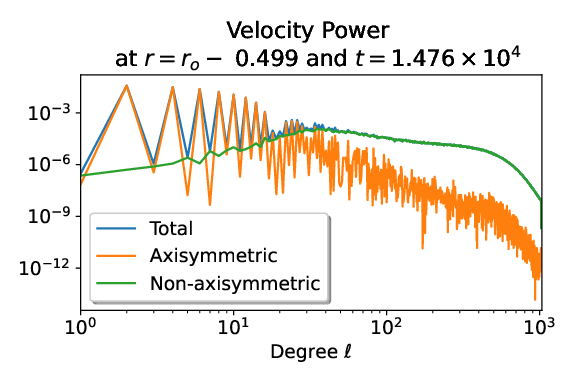 Velocity Power
at r = r_o − 0.499 and t = 1.476 × 10^4
10^−3
10^−6
10^−9
10^−12
Total
Axisymmetric
Non-axisymmetric
10^0 10^1 10^2 10^3
Degree ℓ